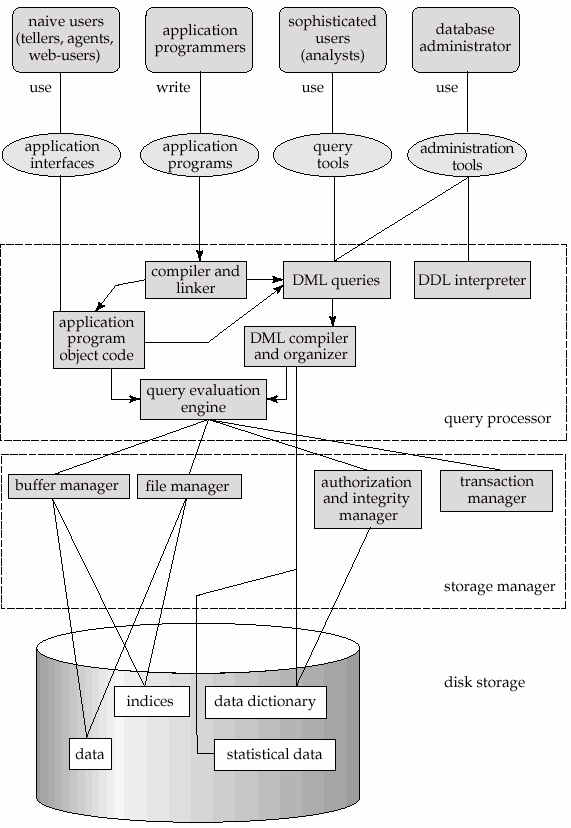 naive users
(tellers, agents,
web-users)
application
programmers
sophisticated
users
(analysts)
database
administrator
use
write
use
use
application
interfaces
application
programs
query
tools
administration
tools
compiler and
linker
DML queries
DDL interpreter
application
program
object code
DML compiler
and organizer
query evaluation
engine
query processor
buffer manager
file manager
authorization
and integrity
manager
transaction
manager
storage manager
disk storage
indices
data dictionary
data
statistical data